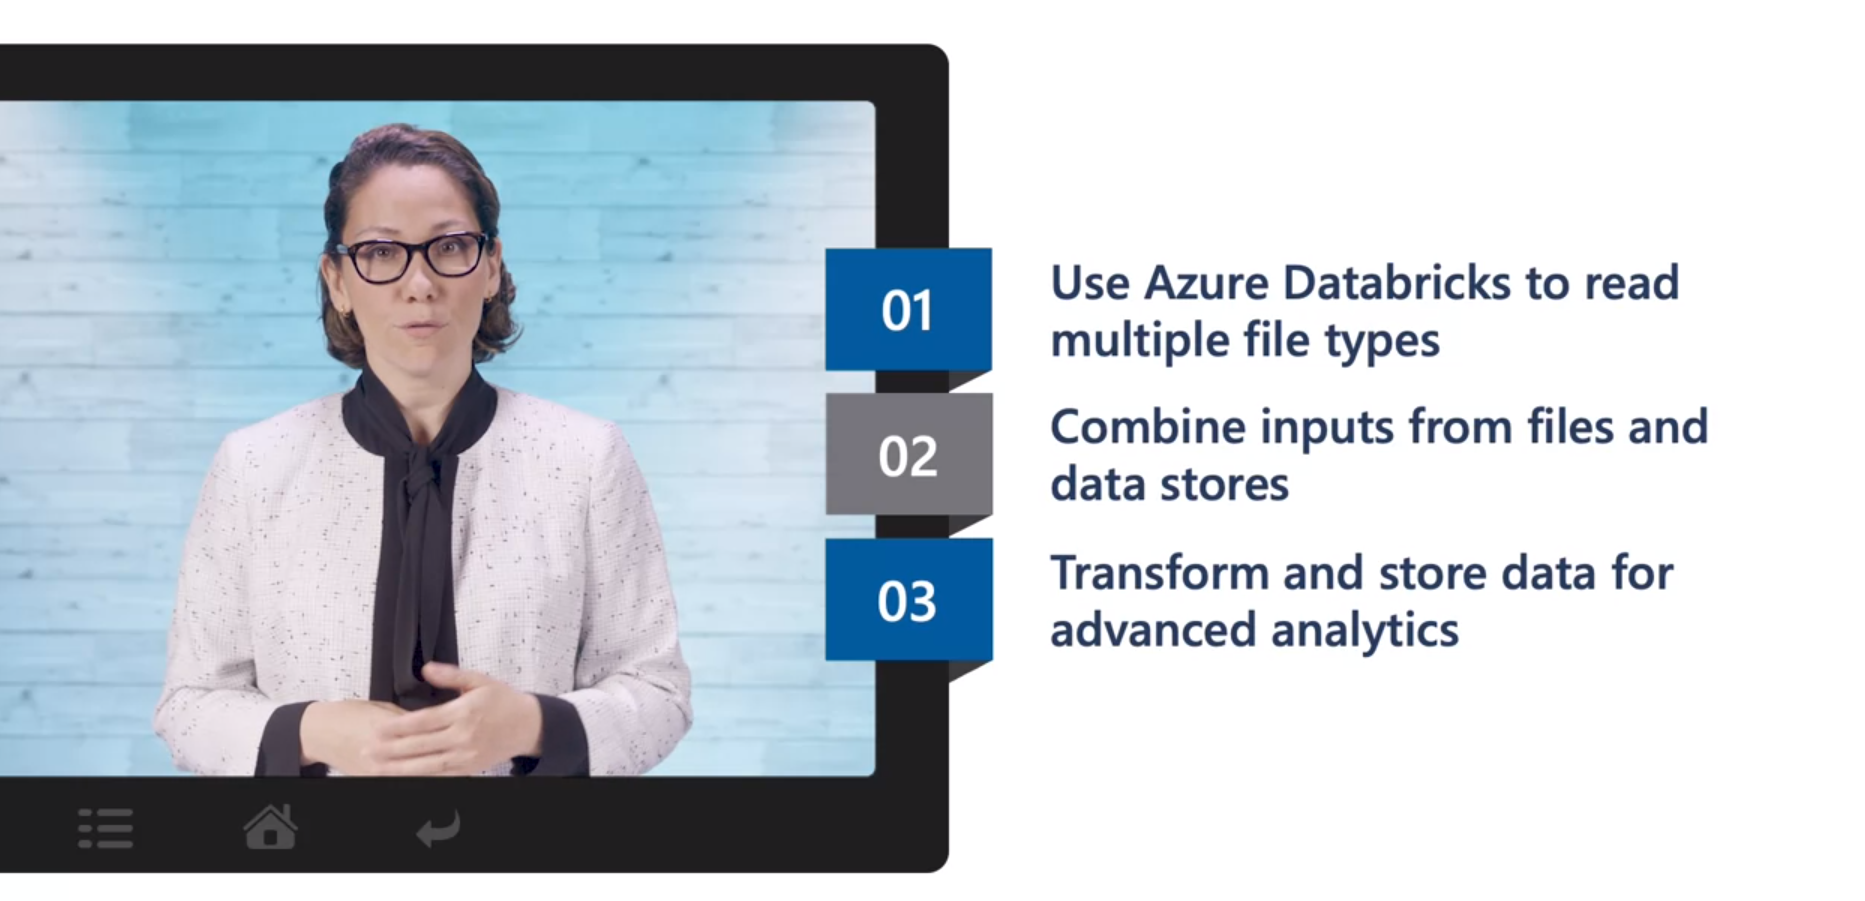 01
Use Azure Databricks to read
multiple file types
02
Combine inputs from files and
data stores
03
Transform and store data for
advanced analytics